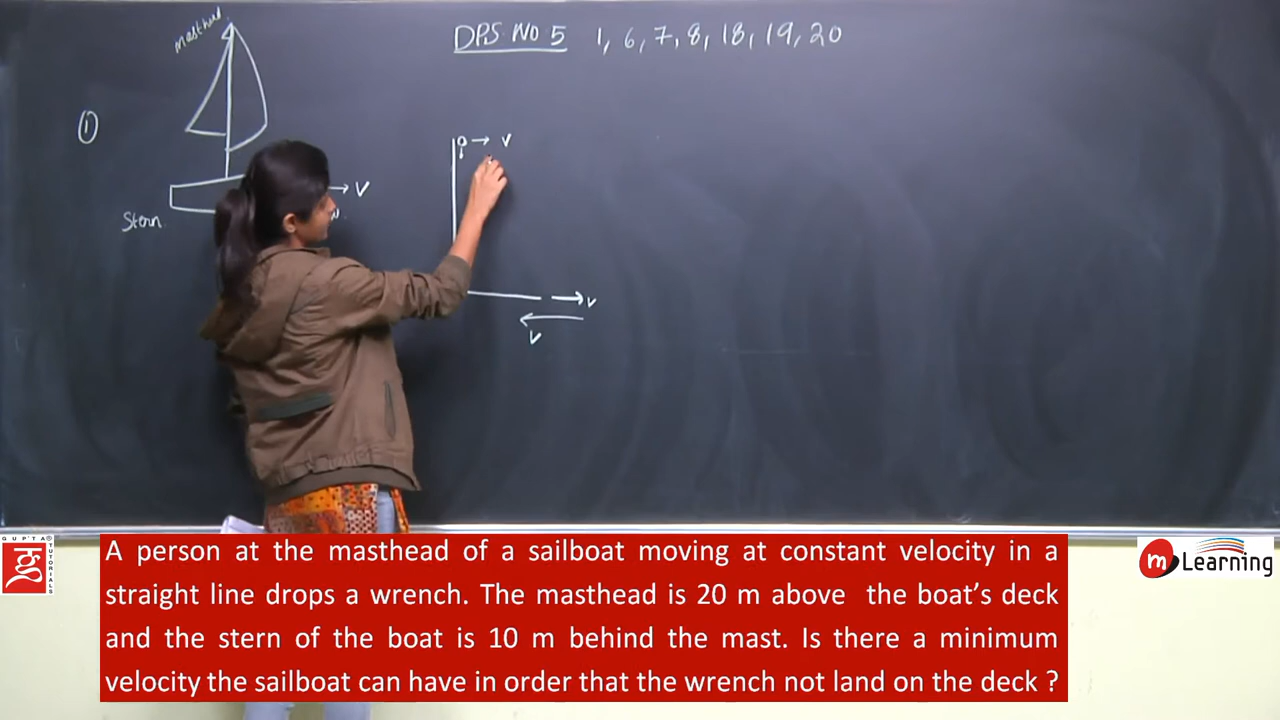 masthead
DPS NO 5 1, 6, 7, 8, 18, 19, 20
①
V
V
Stern
V
V
GUPTA TUTORIALS
A person at the masthead of a sailboat moving at constant velocity in a
straight line drops a wrench. The masthead is 20 m above the boat's deck
and the stern of the boat is 10 m behind the mast. Is there a minimum
velocity the sailboat can have in order that the wrench not land on the deck ?
m Learning